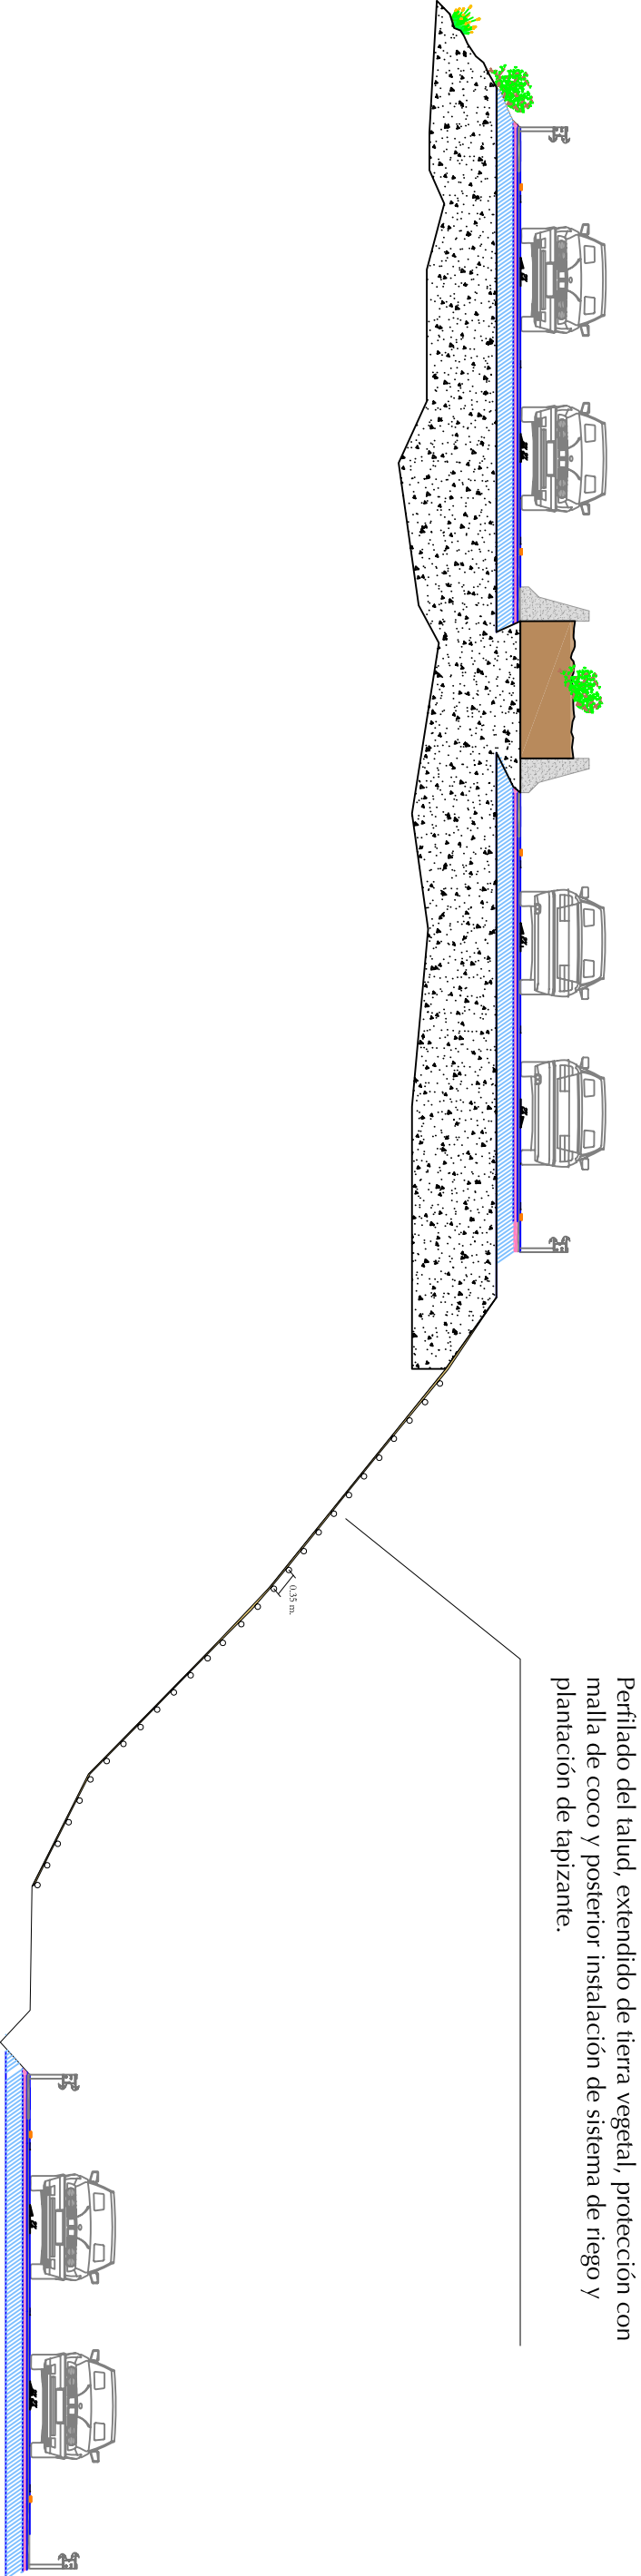 Perfilado del talud, extendido de tierra vegetal, protección con
malla de coco y posterior instalación de sistema de riego y
plantación de tapizante.
0.35 m.